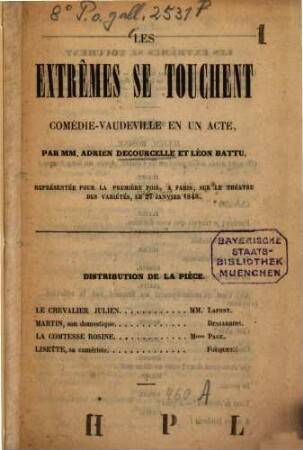 8° P.o.gall. 2531 P
1
LES
EXTRÊMES SE TOUCHENT
COMÉDIE-VAUDEVILLE EN UN ACTE,
PAR MM. ADRIEN DECOURCELLE ET LÉON BATTU,
REPRÉSENTÉE POUR LA PREMIÈRE FOIS, A PARIS, SUR LE THÉATRE
DES VARIÉTÉS, LE 27 JANVIER 1848.
BAYERISCHE
STAATS-
BIBLIOTHEK
MUENCHEN
DISTRIBUTION DE LA PIÈCE.
LE CHEVALIER JULIEN. . . . . . . . . . . . MM. LAFONT.
MARTIN, son domestique. . . . . . . . . . . .
LA COMTESSE ROSINE. . . . . . . . . . . . Mmes PAGE.
LISETTE, sa camériste. . . . . . . . . . . .
860 A
H P L